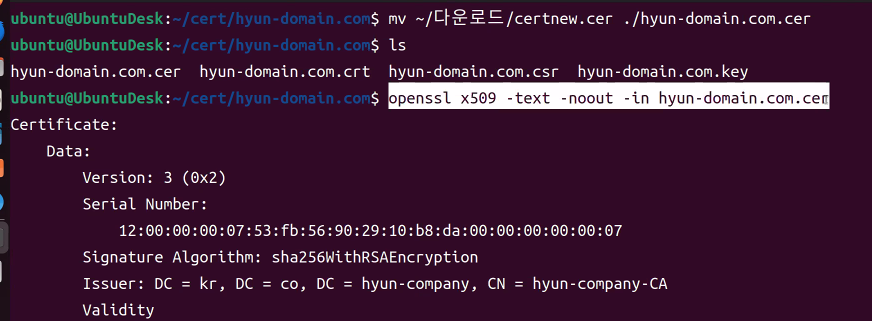 ubuntu@UbuntuDesk:~/cert/hyun-domain.com$ mv ~/다운로드/certnew.cer ./hyun-domain.com.cer
ubuntu@UbuntuDesk:~/cert/hyun-domain.com$ ls
hyun-domain.com.cer  hyun-domain.com.crt  hyun-domain.com.csr  hyun-domain.com.key
ubuntu@UbuntuDesk:~/cert/hyun-domain.com$ openssl x509 -text -noout -in hyun-domain.com.cer
Certificate:
    Data:
        Version: 3 (0x2)
        Serial Number:
            12:00:00:00:07:53:fb:56:90:29:10:b8:da:00:00:00:00:00:07
        Signature Algorithm: sha256WithRSAEncryption
        Issuer: DC = kr, DC = co, DC = hyun-company, CN = hyun-company-CA
        Validity